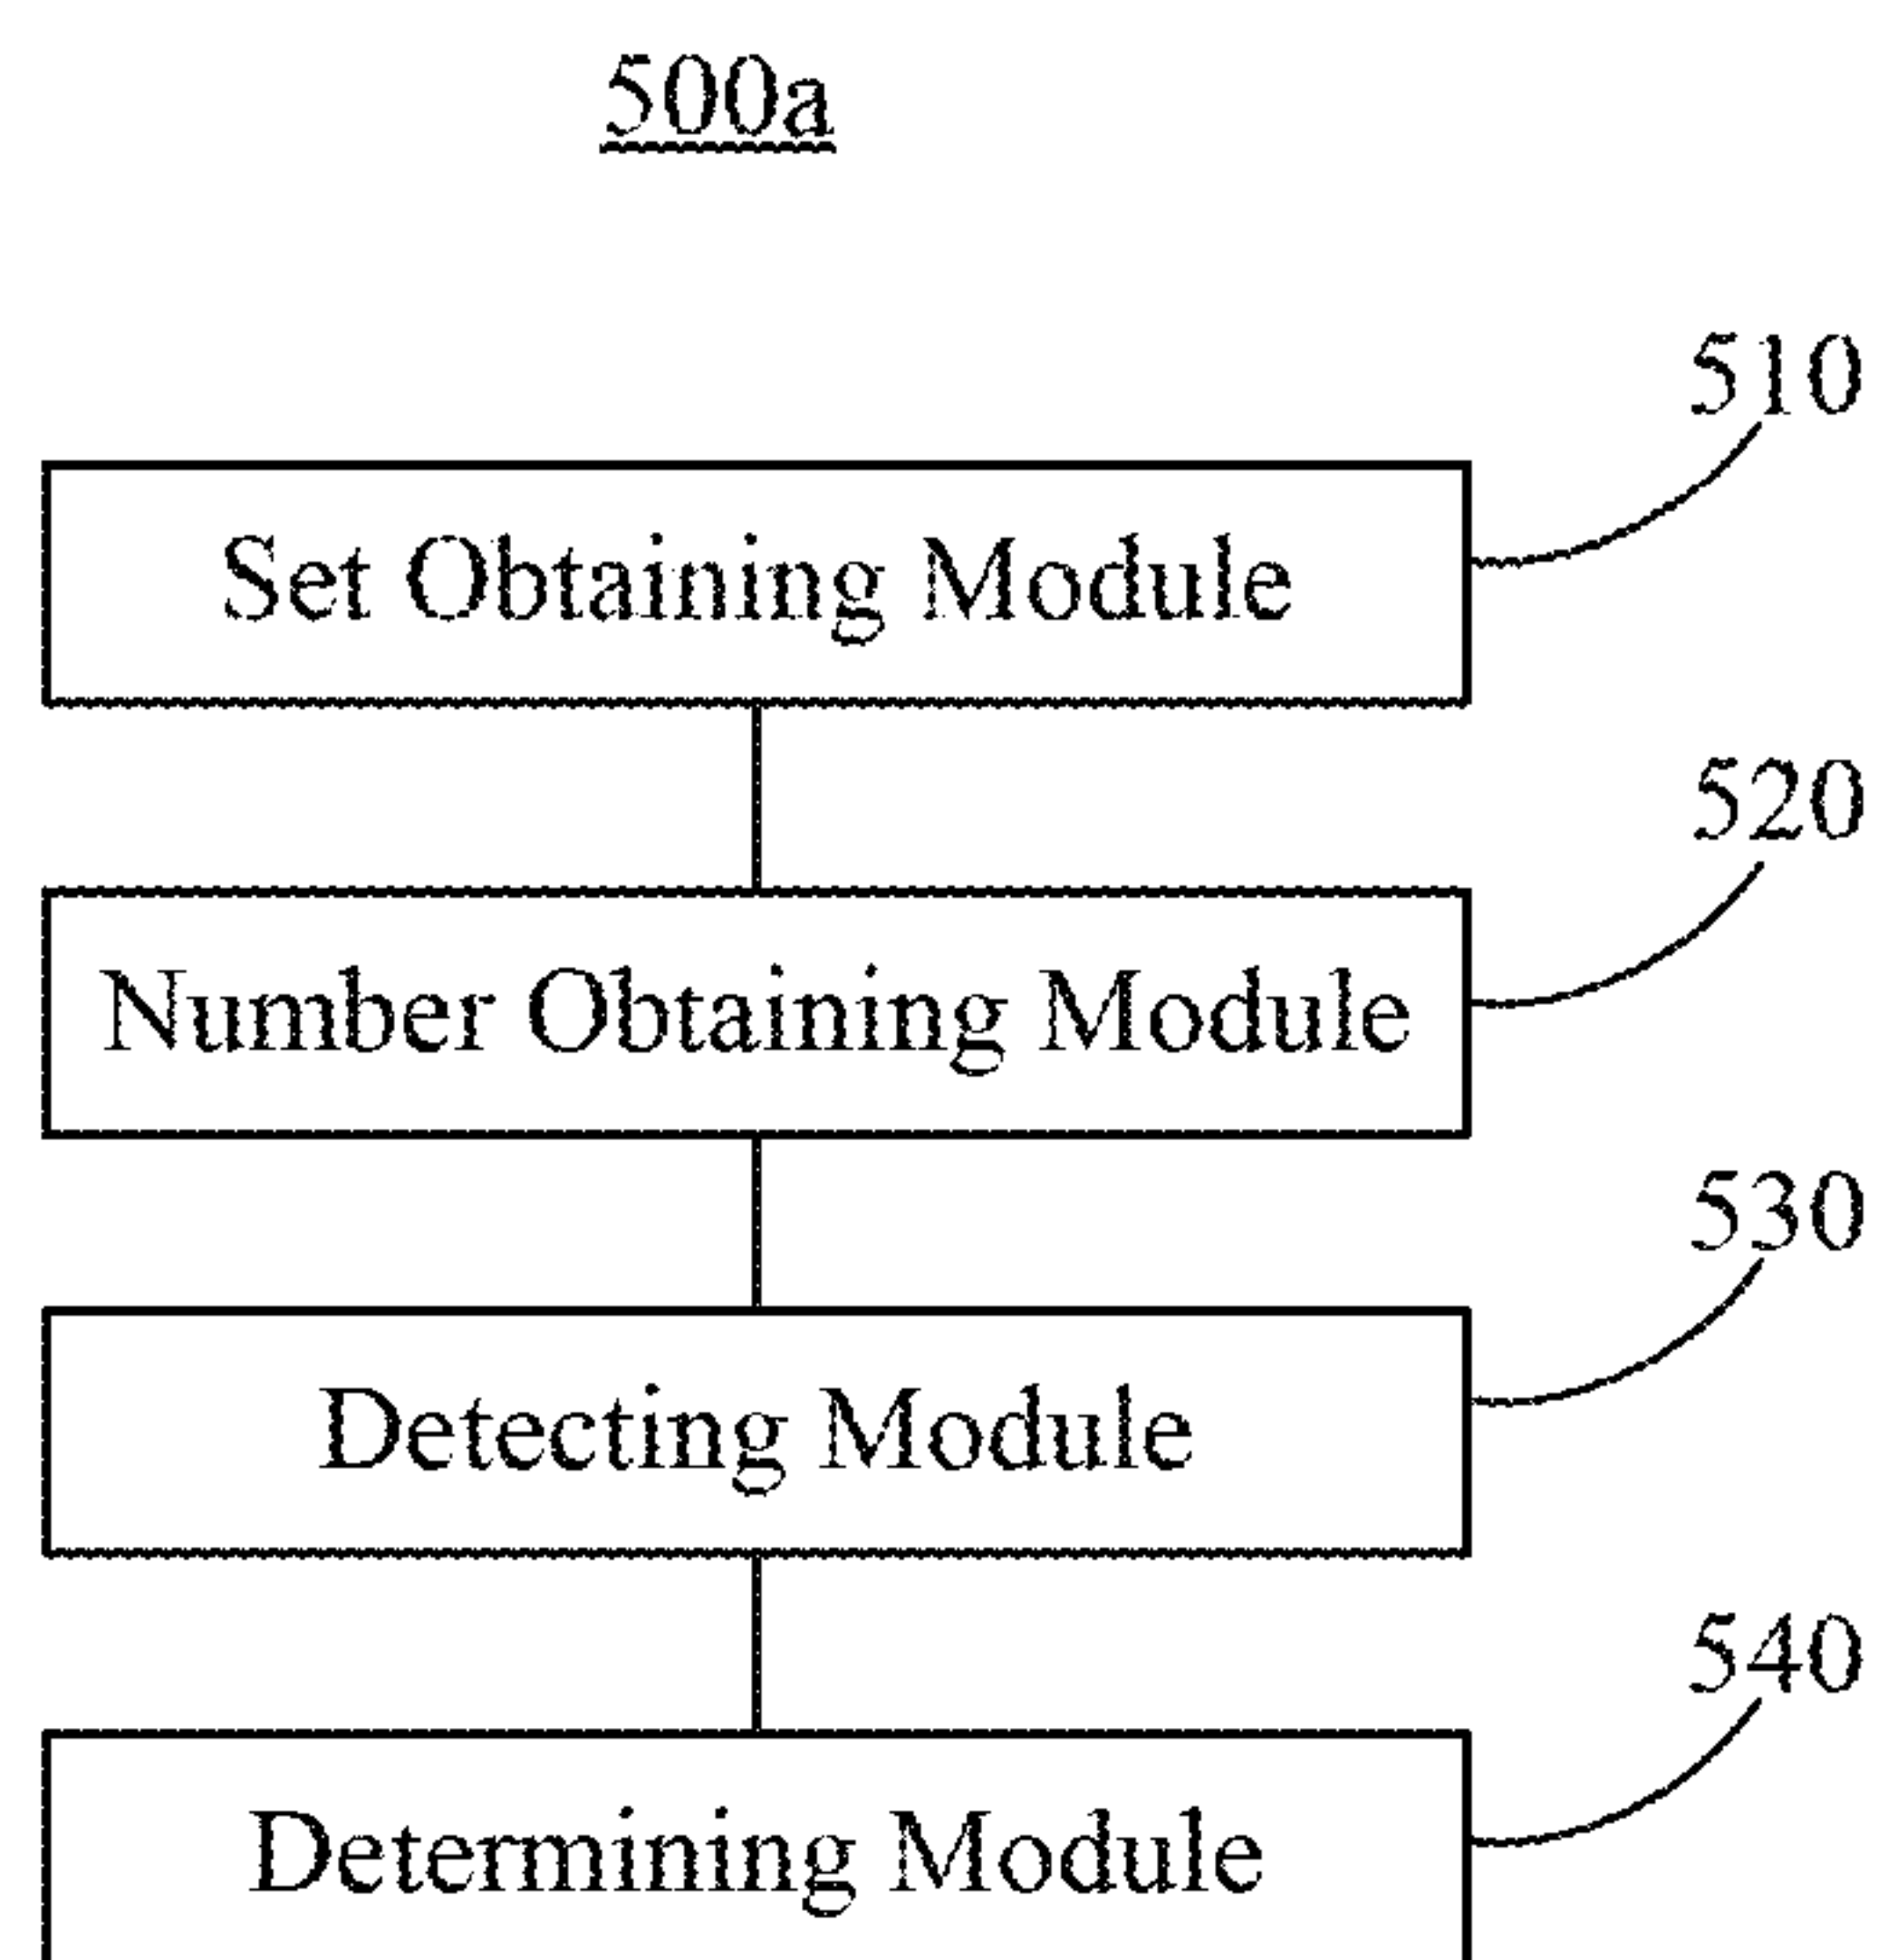 500a
510
Set Obtaining Module
520
Number Obtaining Module
530
Detecting Module
540
Determining Module